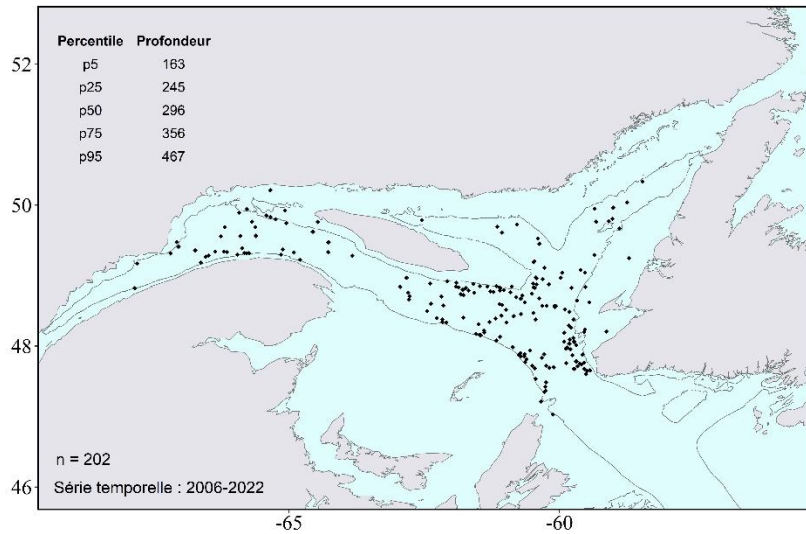 Percentile Profondeur
p5 163
p25 245
p50 296
p75 356
p95 467
52
50
48
46
n = 202
Série temporelle : 2006-2022
-65 -60